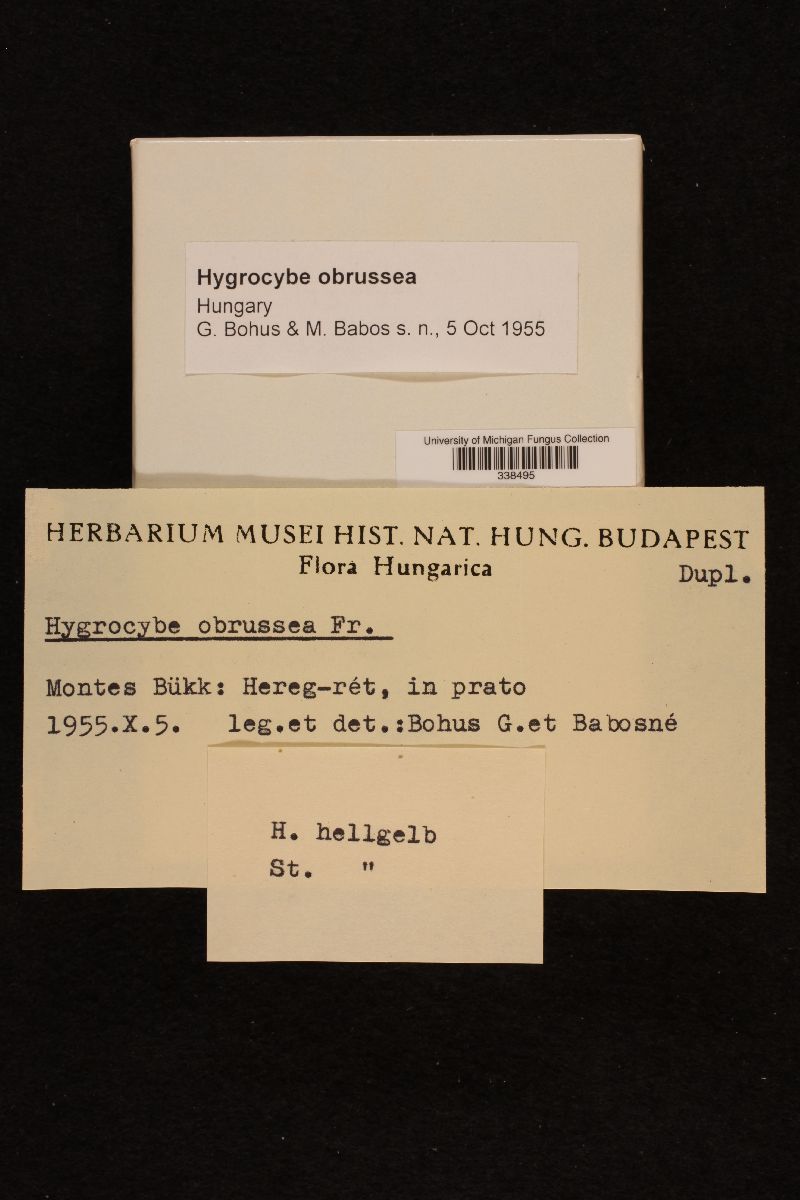 Hygrocybe obrussea
Hungary
G. Bohus & M. Babos s. n., 5 Oct 1955
University of Michigan Fungus Collection
338495
HERBARIUM MUSEI HIST. NAT. HUNG. BUDAPEST
Flora Hungarica
Dupl.
Hygrocybe obrussea Fr.
Montes Bükk: Hereg-rét, in prato
1955.X.5. leg.et det.:Bohus G.et Babosné
H. hellgelb
St. "